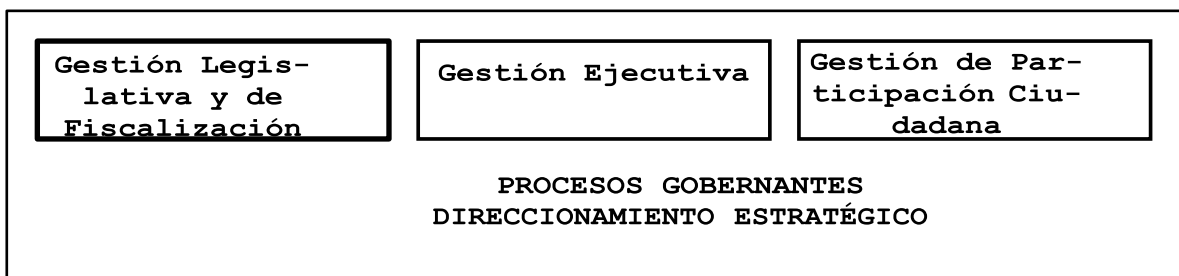 Gestión Legis-
lativa y de
Fiscalización
Gestión Ejecutiva
Gestión de Par-
ticipación Ciu-
dadana
PROCESOS GOBERNANTES
DIRECCIONAMIENTO ESTRATÉGICO